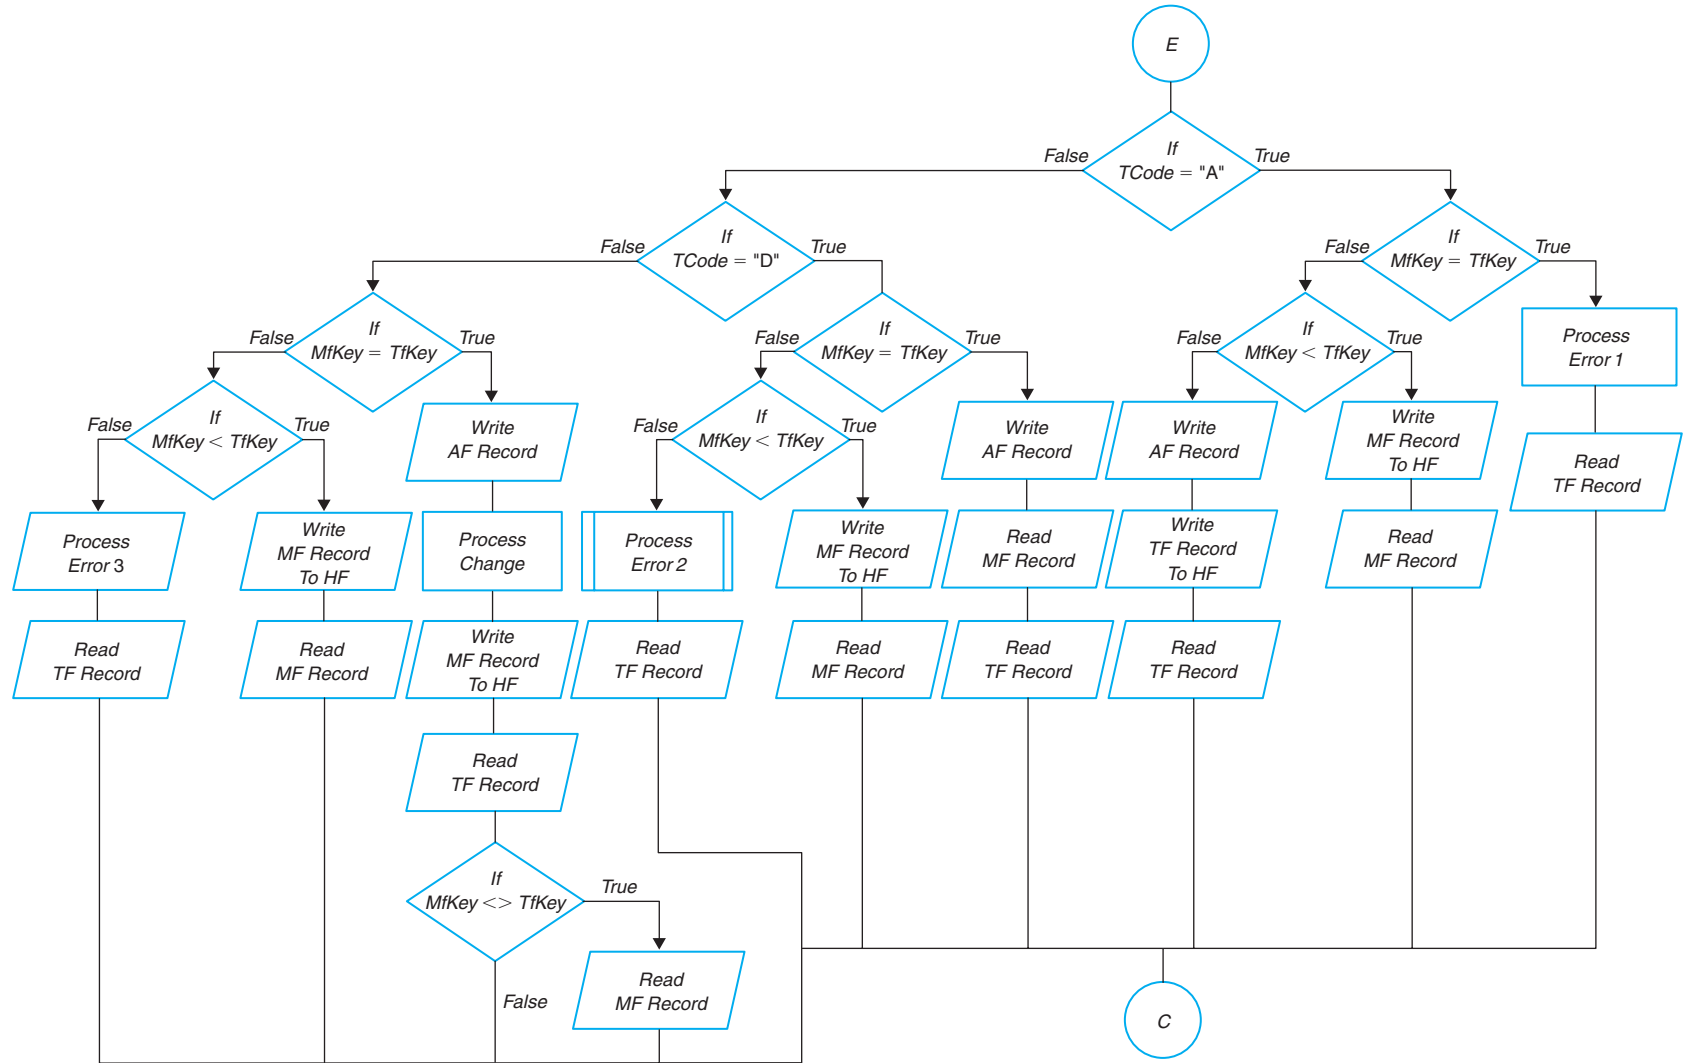 E
If
TCode = "A"
False
True
If
TCode = "D"
False
True
If
MfKey = TfKey
False
True
If
MfKey = TfKey
False
True
If
MfKey = TfKey
False
True
If
MfKey < TfKey
False
True
Process
Error 1
If
MfKey < TfKey
False
True
Write
AF Record
If
MfKey < TfKey
False
True
Write
AF Record
Write
AF Record
Write
MF Record
To HF
Read
TF Record
Process
Error 3
Write
MF Record
To HF
Process
Change
Process
Error 2
Write
MF Record
To HF
Read
MF Record
Write
TF Record
To HF
Read
MF Record
Read
TF Record
Read
MF Record
Write
MF Record
To HF
Read
TF Record
Read
MF Record
Read
TF Record
Read
TF Record
Read
TF Record
If
MfKey <> TfKey
True
False
Read
MF Record
C